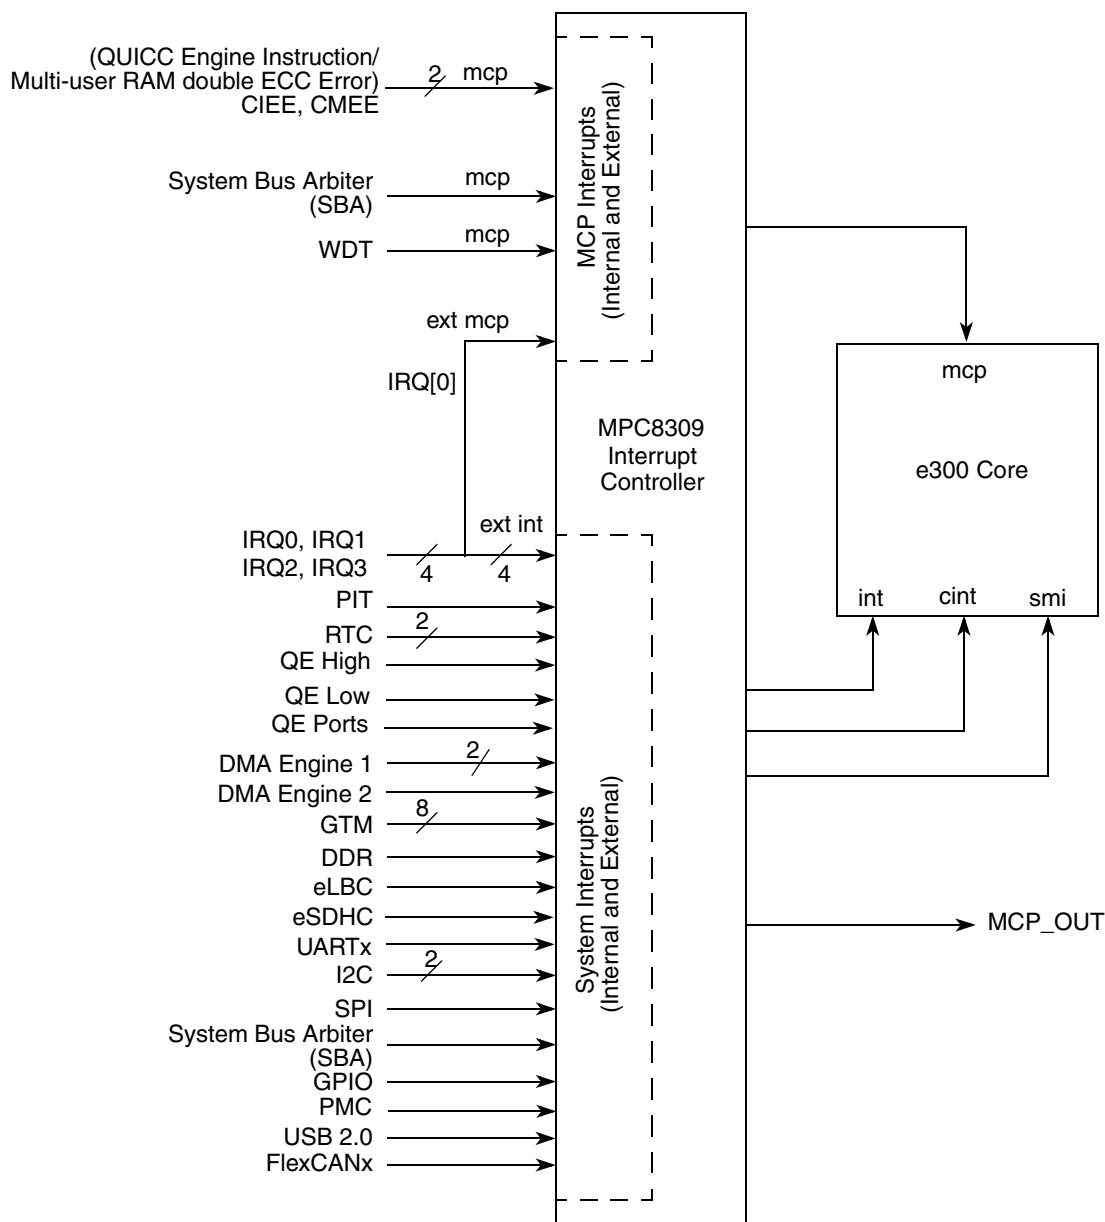 (QUICC Engine Instruction/
Multi-user RAM double ECC Error)
CIEE, CMEE
2
mcp
System Bus Arbiter
(SBA)
mcp
WDT
mcp
ext mcp
IRQ[0]
MCP Interrupts
(Internal and External)
MPC8309
Interrupt
Controller
mcp
e300 Core
int
cint
smi
IRQ0, IRQ1
IRQ2, IRQ3
4
ext int
4
PIT
RTC
2
QE High
QE Low
QE Ports
DMA Engine 1
2
DMA Engine 2
GTM
8
DDR
eLBC
eSDHC
UARTx
I2C
2
SPI
System Bus Arbiter
(SBA)
GPIO
PMC
USB 2.0
FlexCANx
System Interrupts
(Internal and External)
MCP_OUT